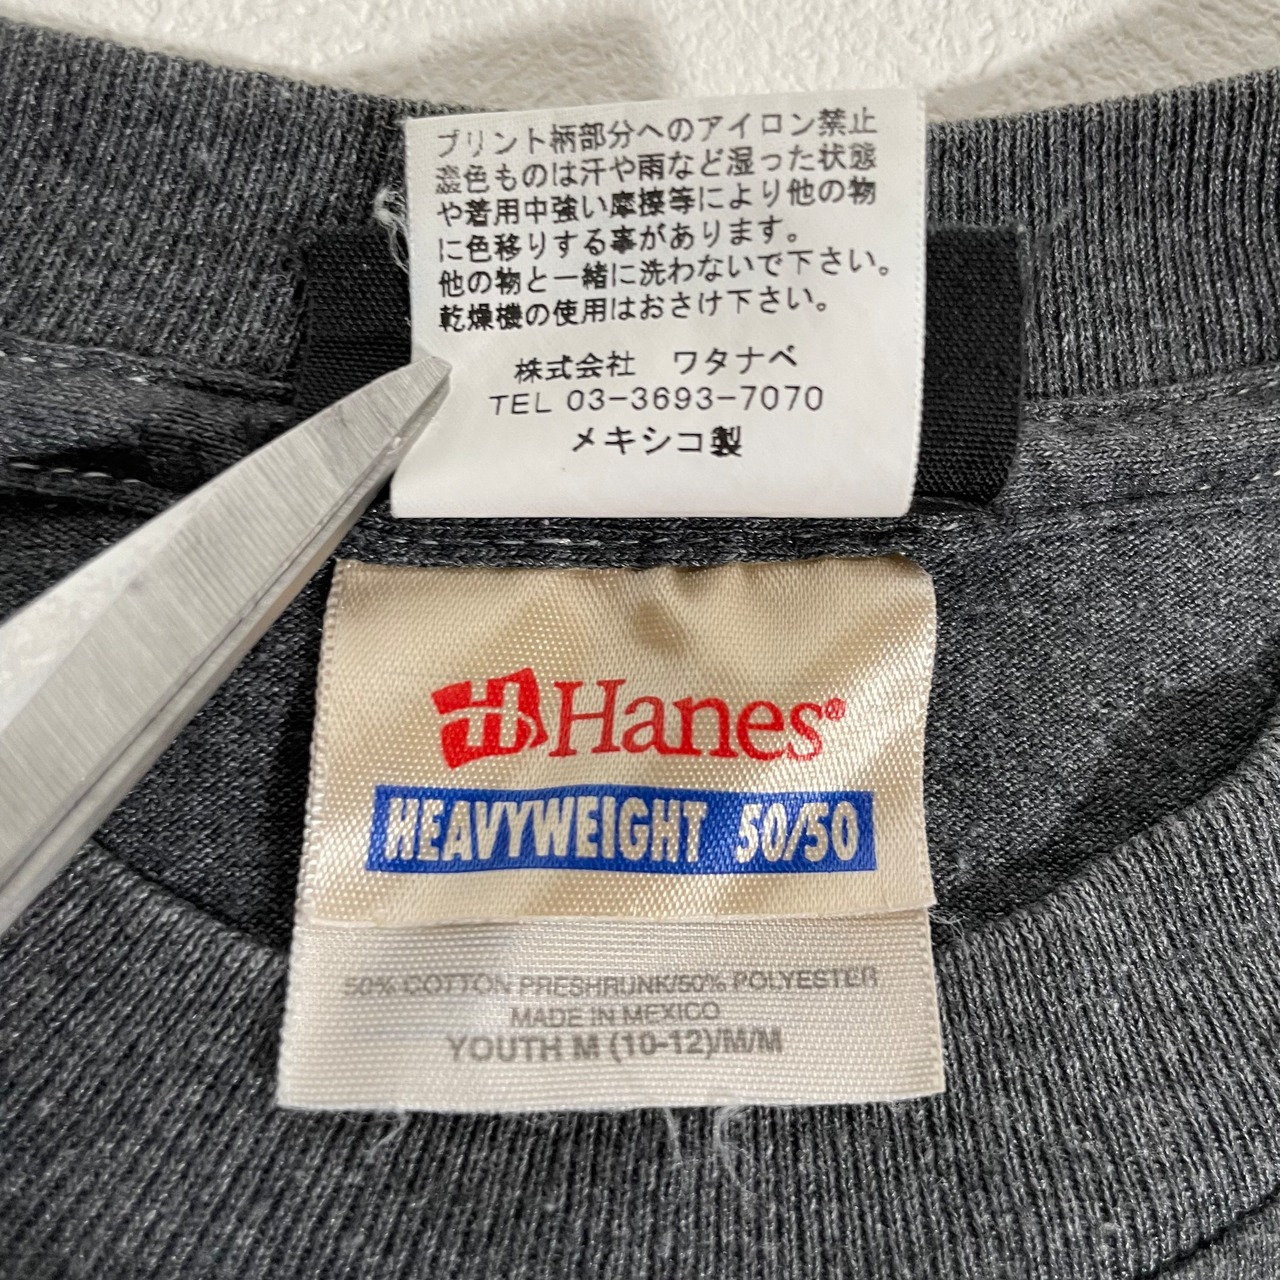 プリント柄部分へのアイロン禁止
濃色ものは汗や雨など湿った状態
や着用中強い摩擦等により他の物
に色移りする事があります。
他の物と一緒に洗わないで下さい。
乾燥機の使用はおさけ下さい。
株式会社 ワタナベ
TEL 03-3693-7070
メキシコ製
Hanes®
HEAVYWEIGHT 50/50
50% COTTON PRESHRUNK/50% POLYESTER
MADE IN MEXICO
YOUTH M (10-12)/M/M